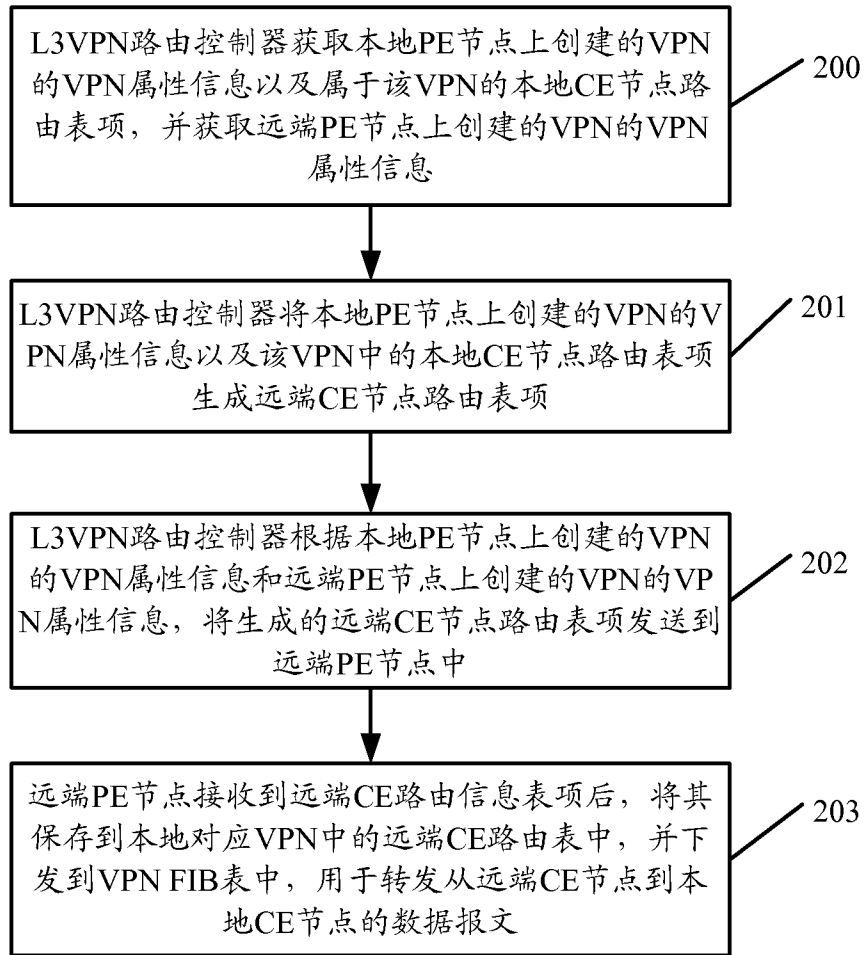 L3VPN路由控制器获取本地PE节点上创建的VPN
的VPN属性信息以及属于该VPN的本地CE节点路
由表项，并获取远端PE节点上创建的VPN的VPN
属性信息
200
L3VPN路由控制器将本地PE节点上创建的VPN的V
PN属性信息以及该VPN中的本地CE节点路由表项
生成远端CE节点路由表项
201
L3VPN路由控制器根据本地PE节点上创建的VPN
的VPN属性信息和远端PE节点上创建的VPN的VP
N属性信息，将生成的远端CE节点路由表项发送到
远端PE节点中
202
远端PE节点接收到远端CE路由信息表项后，将其
保存到本地对应VPN中的远端CE路由表中，并下
发到VPN FIB表中，用于转发从远端CE节点到本
地CE节点的数据报文
203